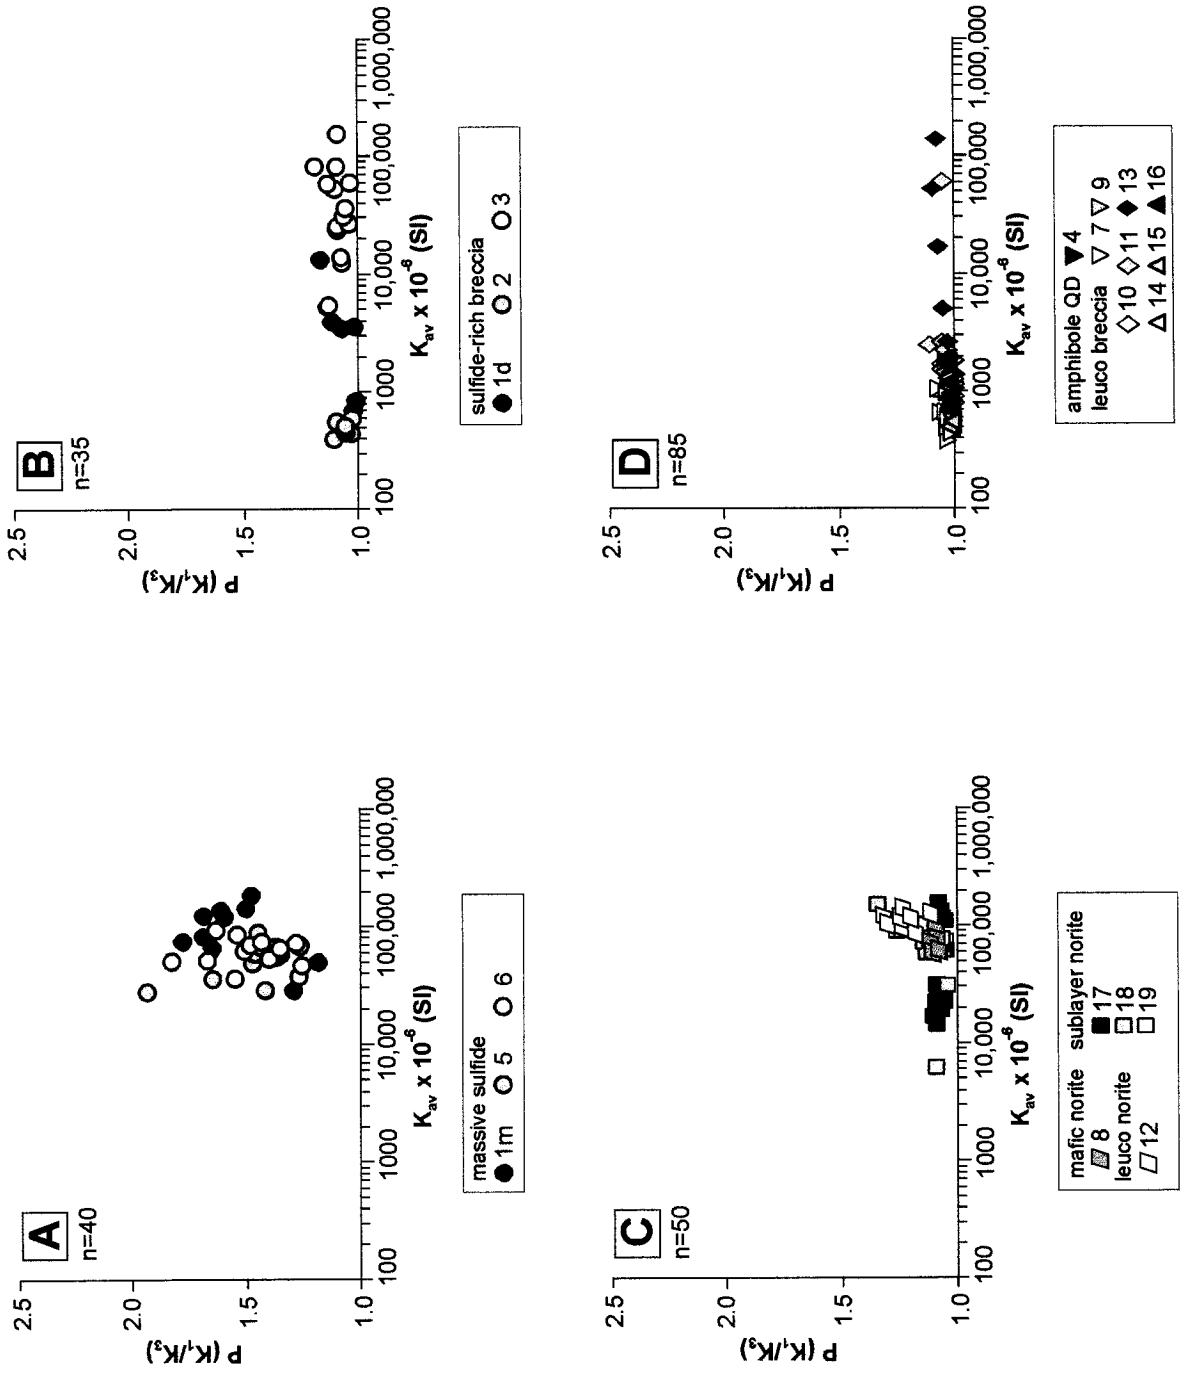 A
n=40
2.5
2.0
1.5
1.0
P (K₁/K₃)
100
1000
10,000
100,000
1,000,000
Kav x 10⁻⁶ (SI)
massive sulfide
1m 5 6
B
n=35
2.5
2.0
1.5
1.0
P (K₁/K₃)
100
1000
10,000
100,000
1,000,000
Kav x 10⁻⁶ (SI)
sulfide-rich breccia
1d 2 3
C
n=50
2.5
2.0
1.5
1.0
P (K₁/K₃)
100
1000
10,000
100,000
1,000,000
Kav x 10⁻⁶ (SI)
mafic norite sublayer norite
8 17
leuco norite 18
12 19
D
n=85
2.5
2.0
1.5
1.0
P (K₁/K₃)
100
1000
10,000
100,000
1,000,000
Kav x 10⁻⁶ (SI)
amphibole QD 4
leuco breccia 7 9
10 11 13
14 15 16